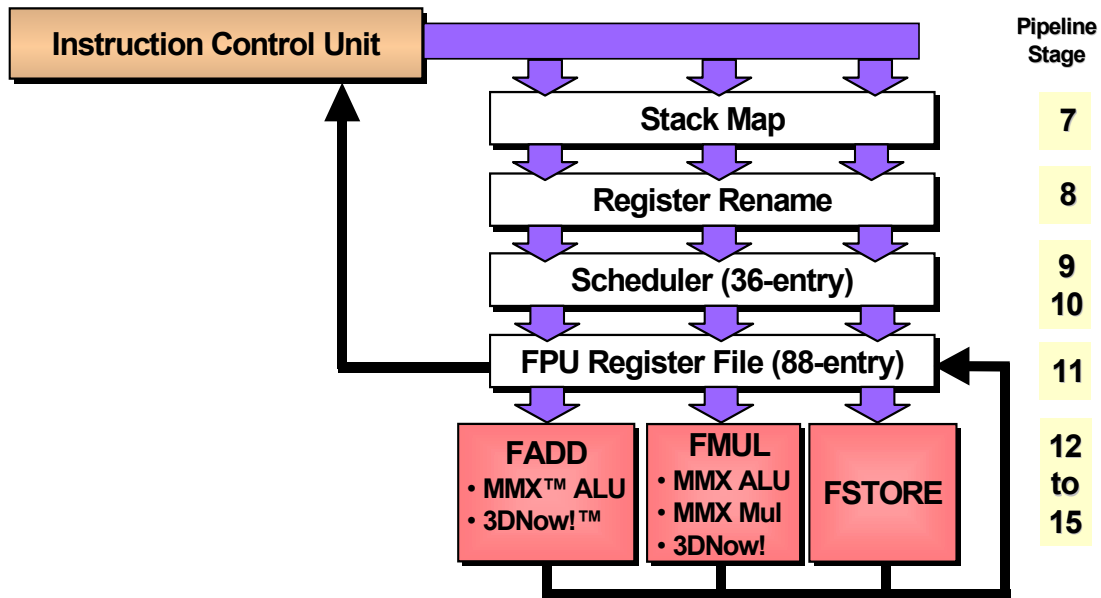 Instruction Control Unit
Pipeline
Stage
Stack Map
7
Register Rename
8
Scheduler (36-entry)
9
10
FPU Register File (88-entry)
11
FADD
• MMX™ ALU
• 3DNow!™
FMUL
• MMX ALU
• MMX Mul
• 3DNow!
FSTORE
12
to
15